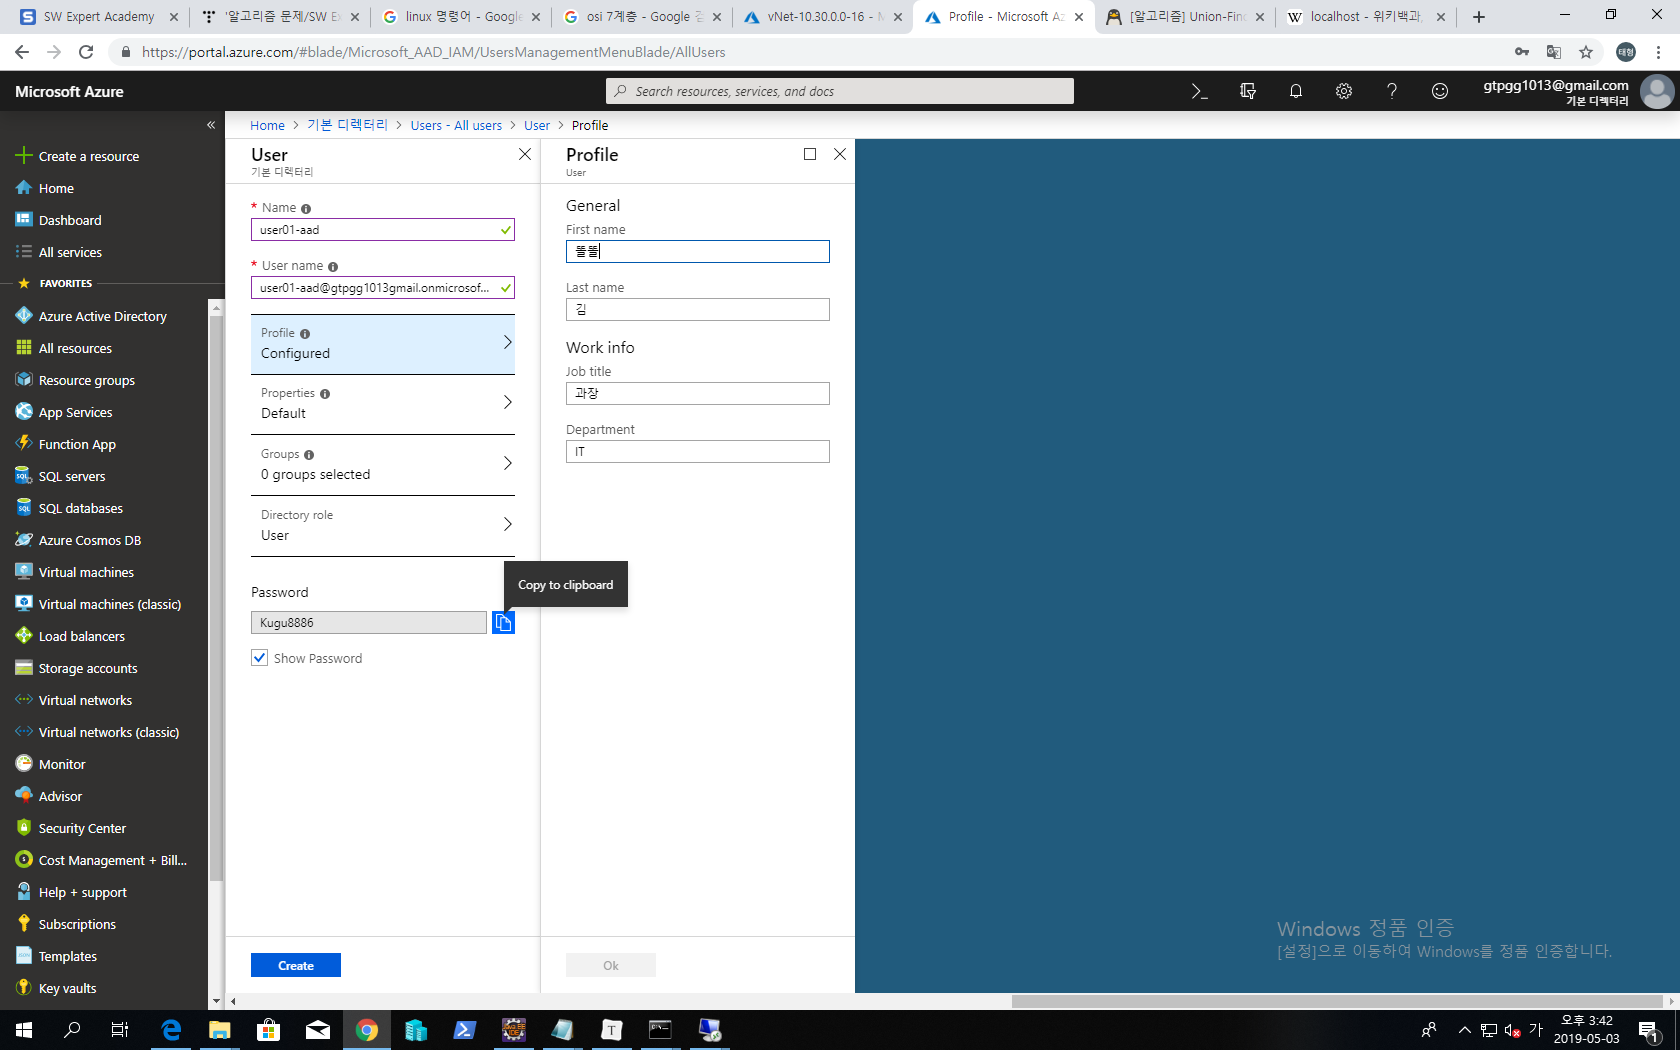 SW Expert Academy
'알고리즘 문제/SW Ex
linux 명령어 - Google
osi 7계층 - Google 검
vNet-10.30.0.0-16 - M
Profile - Microsoft Az
[알고리즘] Union-Fin
localhost - 위키백과,
https://portal.azure.com/#blade/Microsoft_AAD_IAM/UsersManagementMenuBlade/AllUsers
태형
Microsoft Azure
Search resources, services, and docs
gtpgg1013@gmail.com
기본 디렉터리
Home > 기본 디렉터리 > Users - All users > User > Profile
Create a resource
Home
Dashboard
All services
FAVORITES
Azure Active Directory
All resources
Resource groups
App Services
Function App
SQL servers
SQL databases
Azure Cosmos DB
Virtual machines
Virtual machines (classic)
Load balancers
Storage accounts
Virtual networks
Virtual networks (classic)
Monitor
Advisor
Security Center
Cost Management + Bill...
Help + support
Subscriptions
Templates
Key vaults
User
기본 디렉터리
* Name
user01-aad
* User name
user01-aad@gtpgg1013gmail.onmicrosof...
Profile
Configured
Properties
Default
Groups
0 groups selected
Directory role
User
Copy to clipboard
Password
Kugu8886
Show Password
Create
Profile
User
General
First name
똘똘
Last name
김
Work info
Job title
과장
Department
IT
Ok
Windows 정품 인증
[설정]으로 이동하여 Windows를 정품 인증합니다.
가
오후 3:42
2019-05-03
1